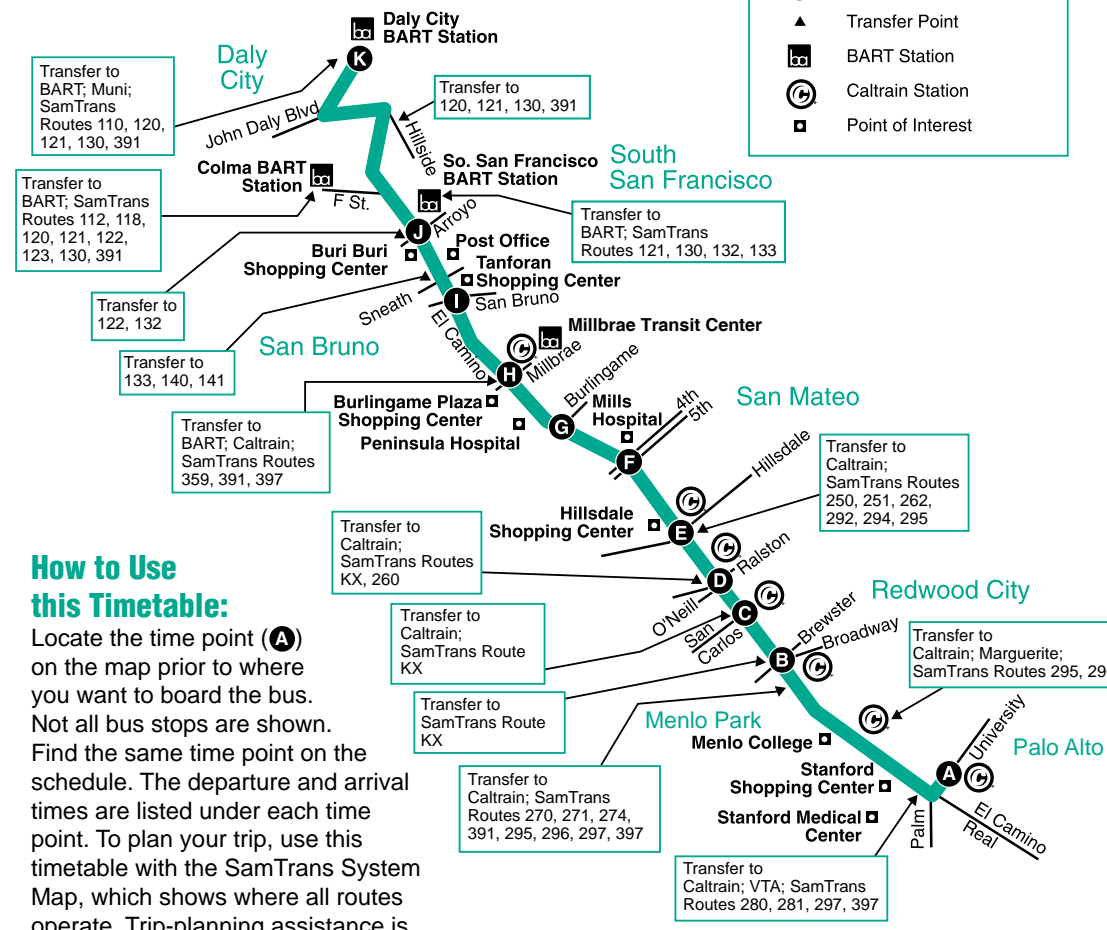 Transfer Point
BART Station
Caltrain Station
Point of Interest
Daly City
BART Station
K
Daly
City
Transfer to
BART; Muni;
SamTrans
Routes 110, 120,
121, 130, 391
John Daly Blvd
Transfer to
120, 121, 130, 391
Hillside
Colma BART
Station
F St.
So. San Francisco
BART Station
South
San Francisco
Transfer to
BART; SamTrans
Routes 112, 118,
120, 121, 122,
123, 130, 391
Transfer to
BART; SamTrans
Routes 121, 130, 132, 133
J
Arroyo
Buri Buri
Shopping Center
Post Office
Tanforan
Shopping Center
Transfer to
122, 132
Sneath
I
San Bruno
El Camino
Transfer to
133, 140, 141
San Bruno
Millbrae Transit Center
H
Millbrae
Burlingame
Burlingame Plaza
Shopping Center
Peninsula Hospital
Transfer to
BART; Caltrain;
SamTrans Routes
359, 391, 397
G
Mills
Hospital
4th
5th
San Mateo
F
Hillsdale
Transfer to
Caltrain;
SamTrans Routes
250, 251, 262,
292, 294, 295
Hillsdale
Shopping Center
E
Transfer to
Caltrain;
SamTrans Routes
KX, 260
D
Ralston
O'Neill
Redwood City
C
San
Carlos
Transfer to
Caltrain;
SamTrans Route
KX
Brewster
Broadway
B
Transfer to
Caltrain; Marguerite;
SamTrans Routes 295, 29
Transfer to
SamTrans Route
KX
Menlo Park
Menlo College
University
Palo Alto
A
Stanford
Shopping Center
Stanford Medical
Center
Palm
El Camino
Real
Transfer to
Caltrain; SamTrans
Routes 270, 271, 274,
391, 295, 296, 297, 397
Transfer to
Caltrain; VTA; SamTrans
Routes 280, 281, 297, 397
How to Use
this Timetable:
Locate the time point (A)
on the map prior to where
you want to board the bus.
Not all bus stops are shown.
Find the same time point on the
schedule. The departure and arrival
times are listed under each time
point. To plan your trip, use this
timetable with the SamTrans System
Map, which shows where all routes
operate. Trip-planning assistance is